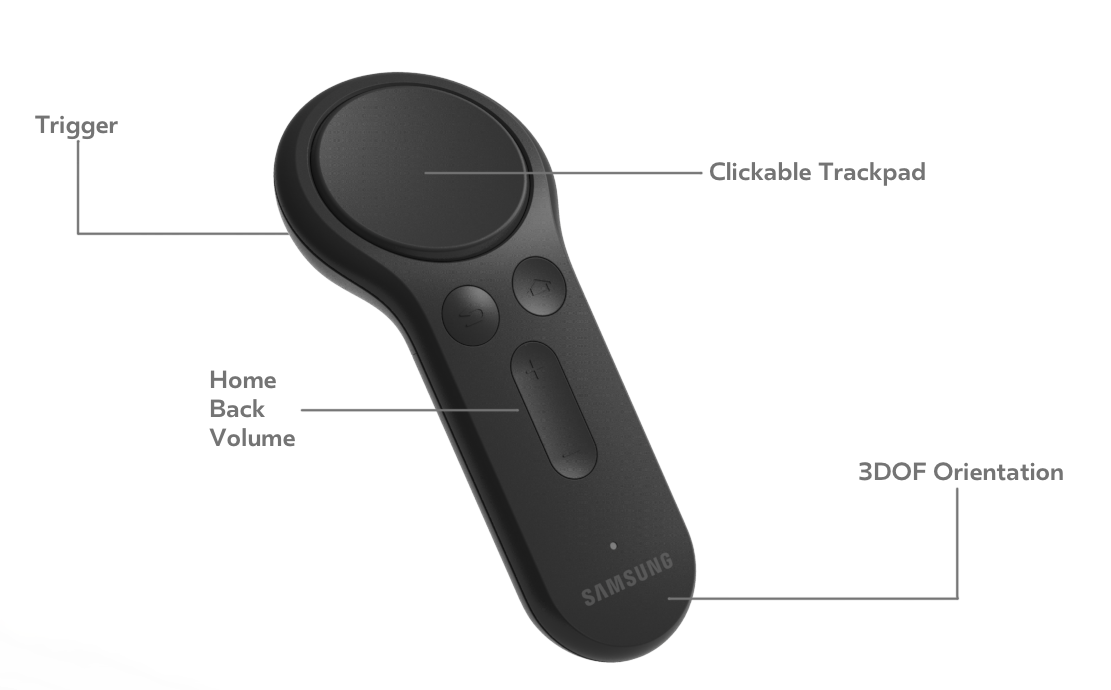 Trigger
Clickable Trackpad
Home
Back
Volume
3DOF Orientation
SAMSUNG